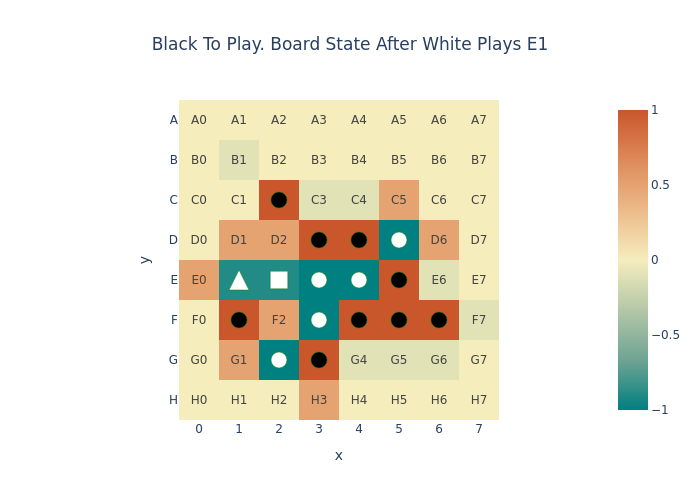 Black To Play. Board State After White Plays E1
A A0 A1 A2 A3 A4 A5 A6 A7
B B0 B1 B2 B3 B4 B5 B6 B7
C C0 C1 C3 C4 C5 C6 C7
D D0 D1 D2 D6 D7
E E0 E6 E7
F F0 F2 F7
G G0 G1 G4 G5 G6 G7
H H0 H1 H2 H3 H4 H5 H6 H7
0 1 2 3 4 5 6 7
x
y
1
0.5
0
−0.5
−1